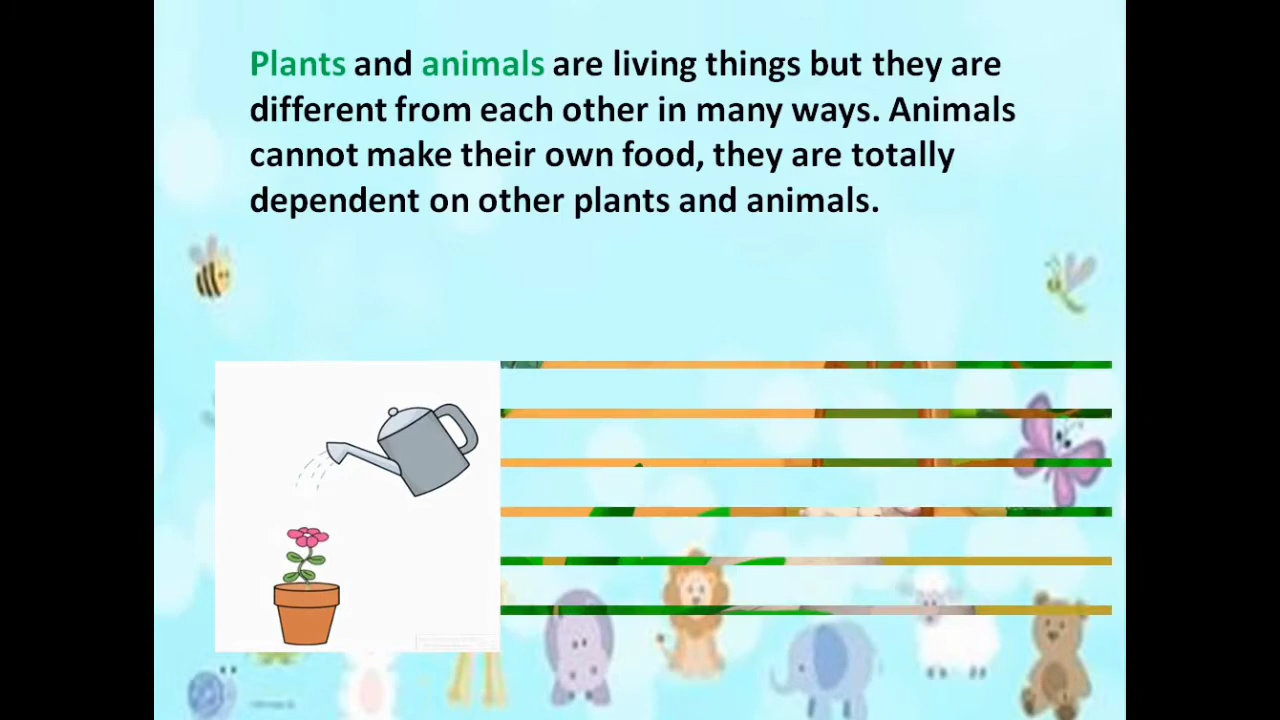 Plants and animals are living things but they are
different from each other in many ways. Animals
cannot make their own food, they are totally
dependent on other plants and animals.